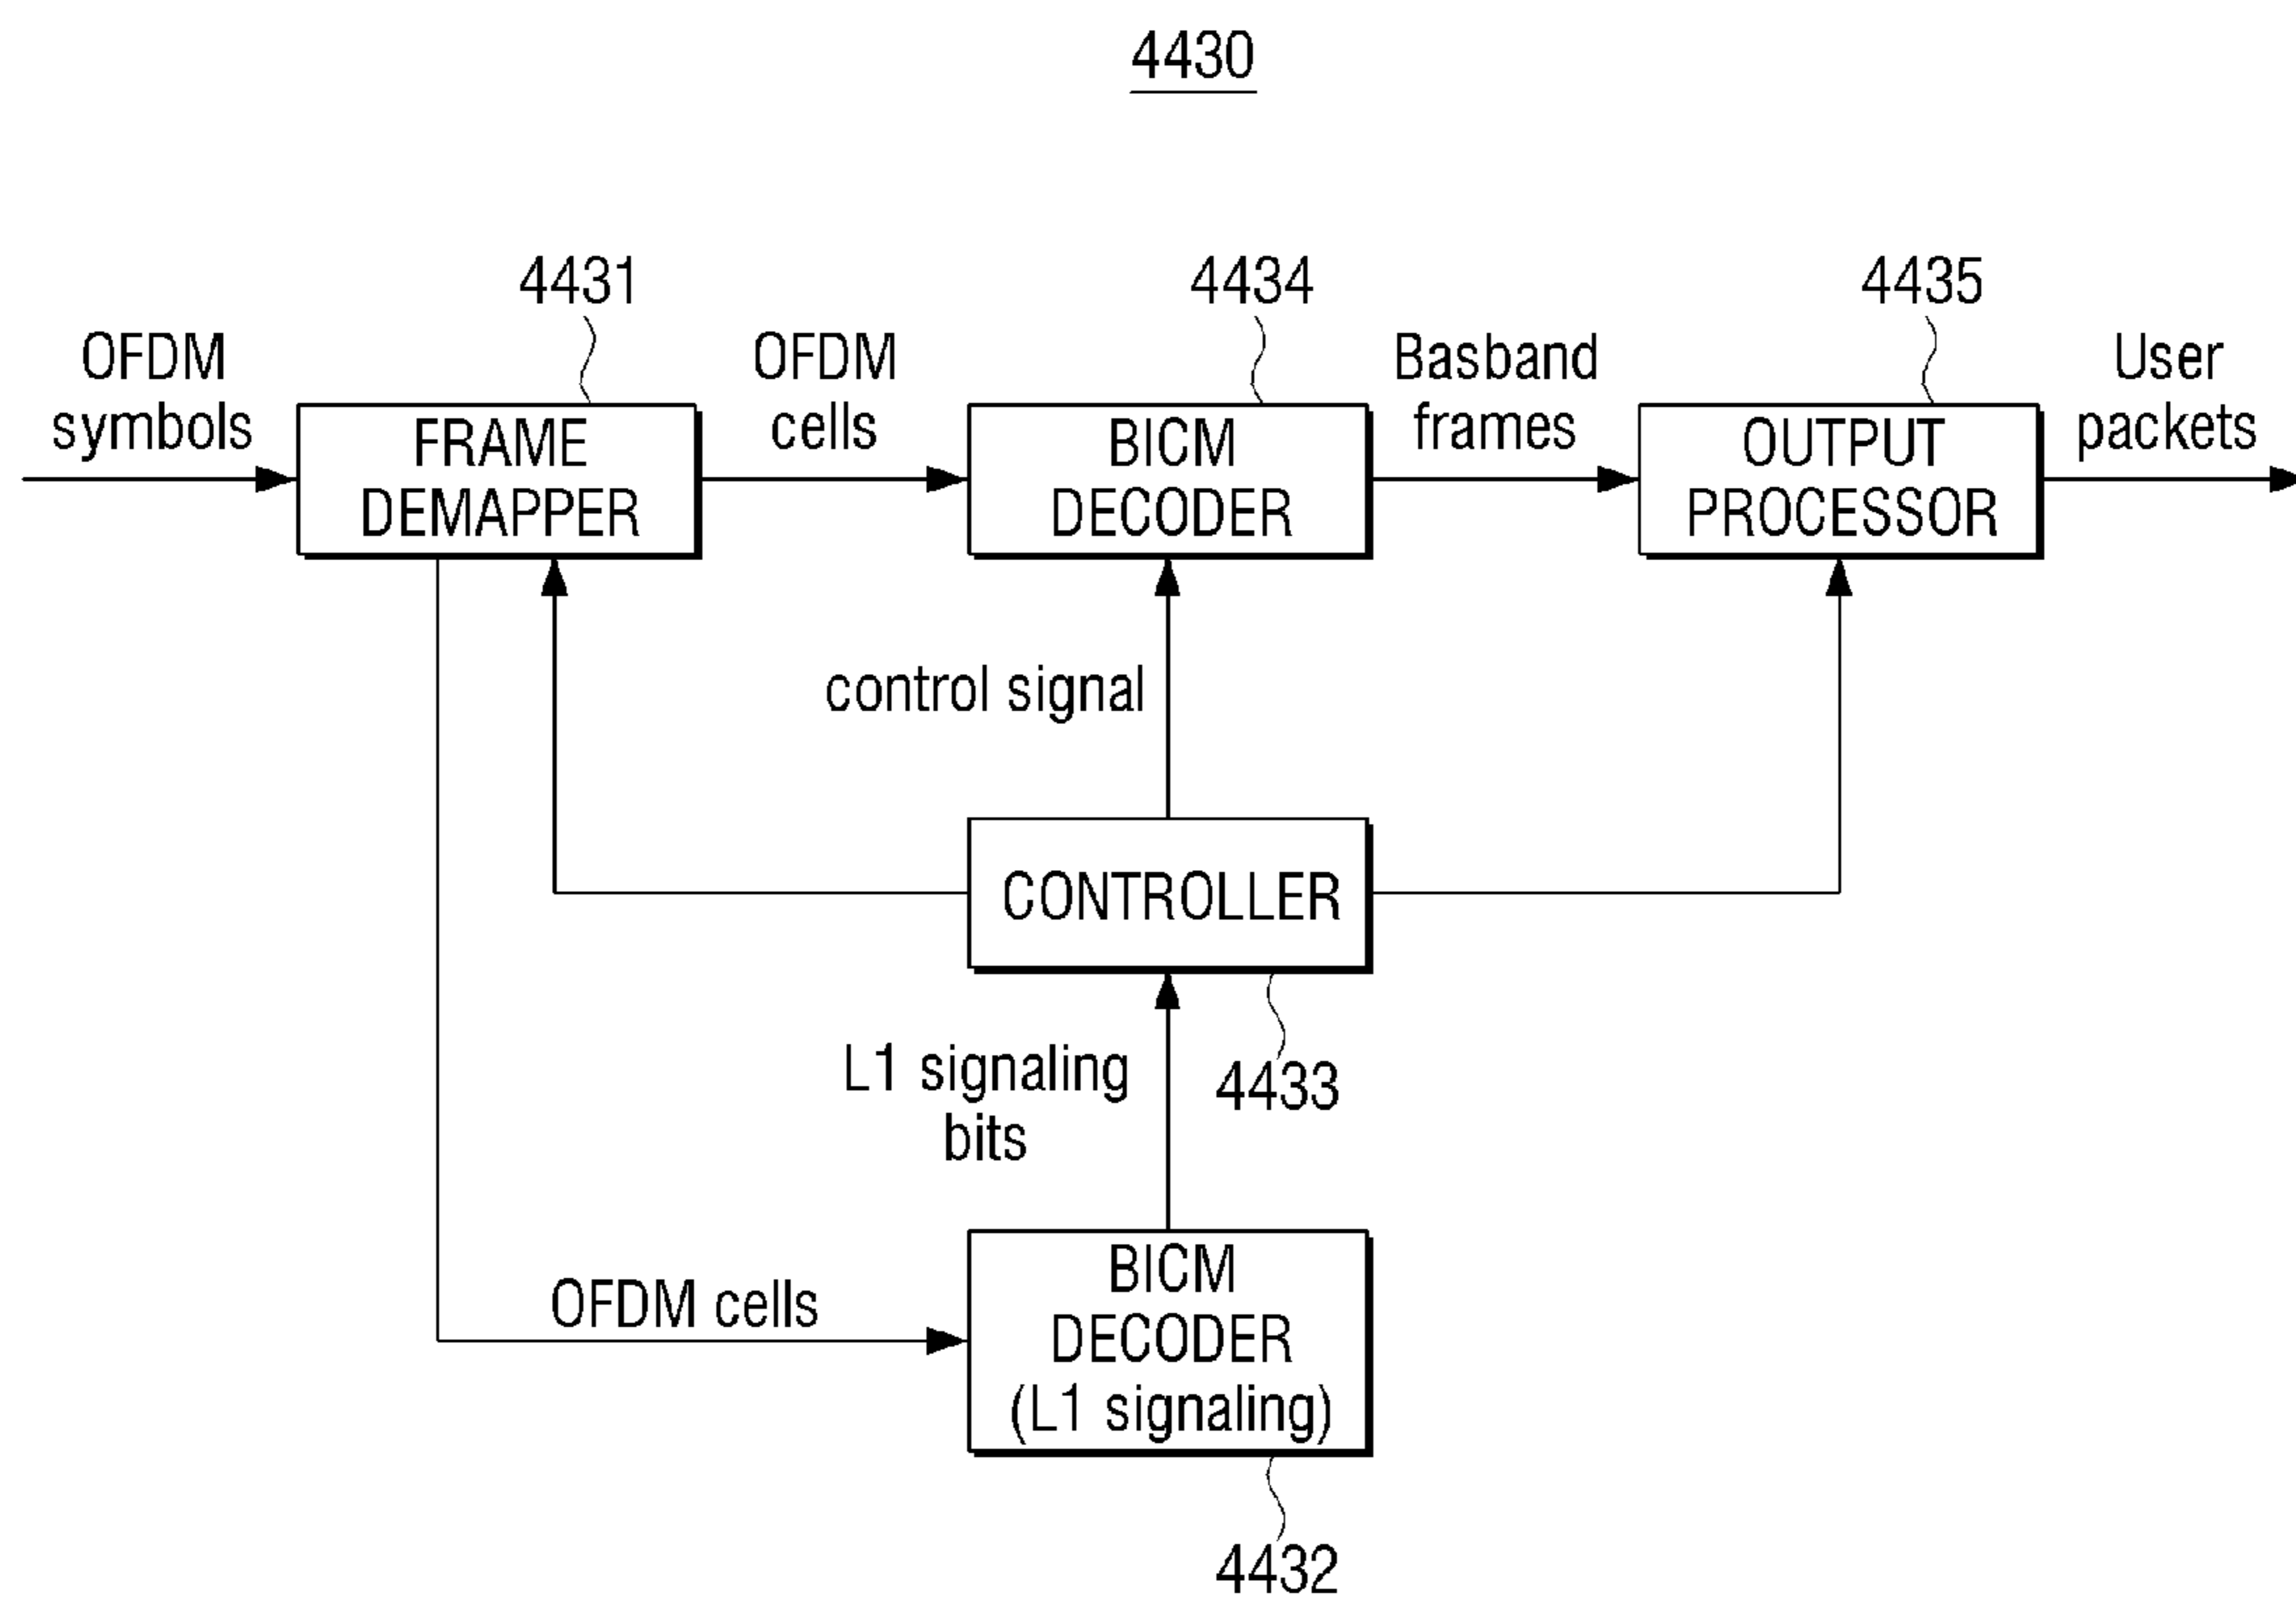 4430
4431
4434
4435
OFDM
symbols
OFDM
cells
Basband
frames
User
packets
FRAME
DEMAPPER
BICM
DECODER
OUTPUT
PROCESSOR
control signal
CONTROLLER
4433
L1 signaling
bits
OFDM cells
BICM
DECODER
(L1 signaling)
4432